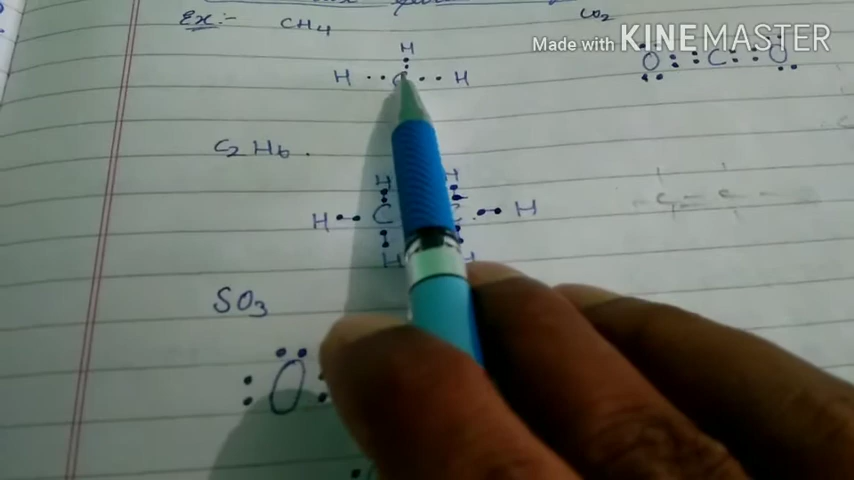 Ex:- CH4 CO2
Made with KINEMASTER
H
H C H
O C O
C2H6.
H H
H C C H
H H
SO3
O